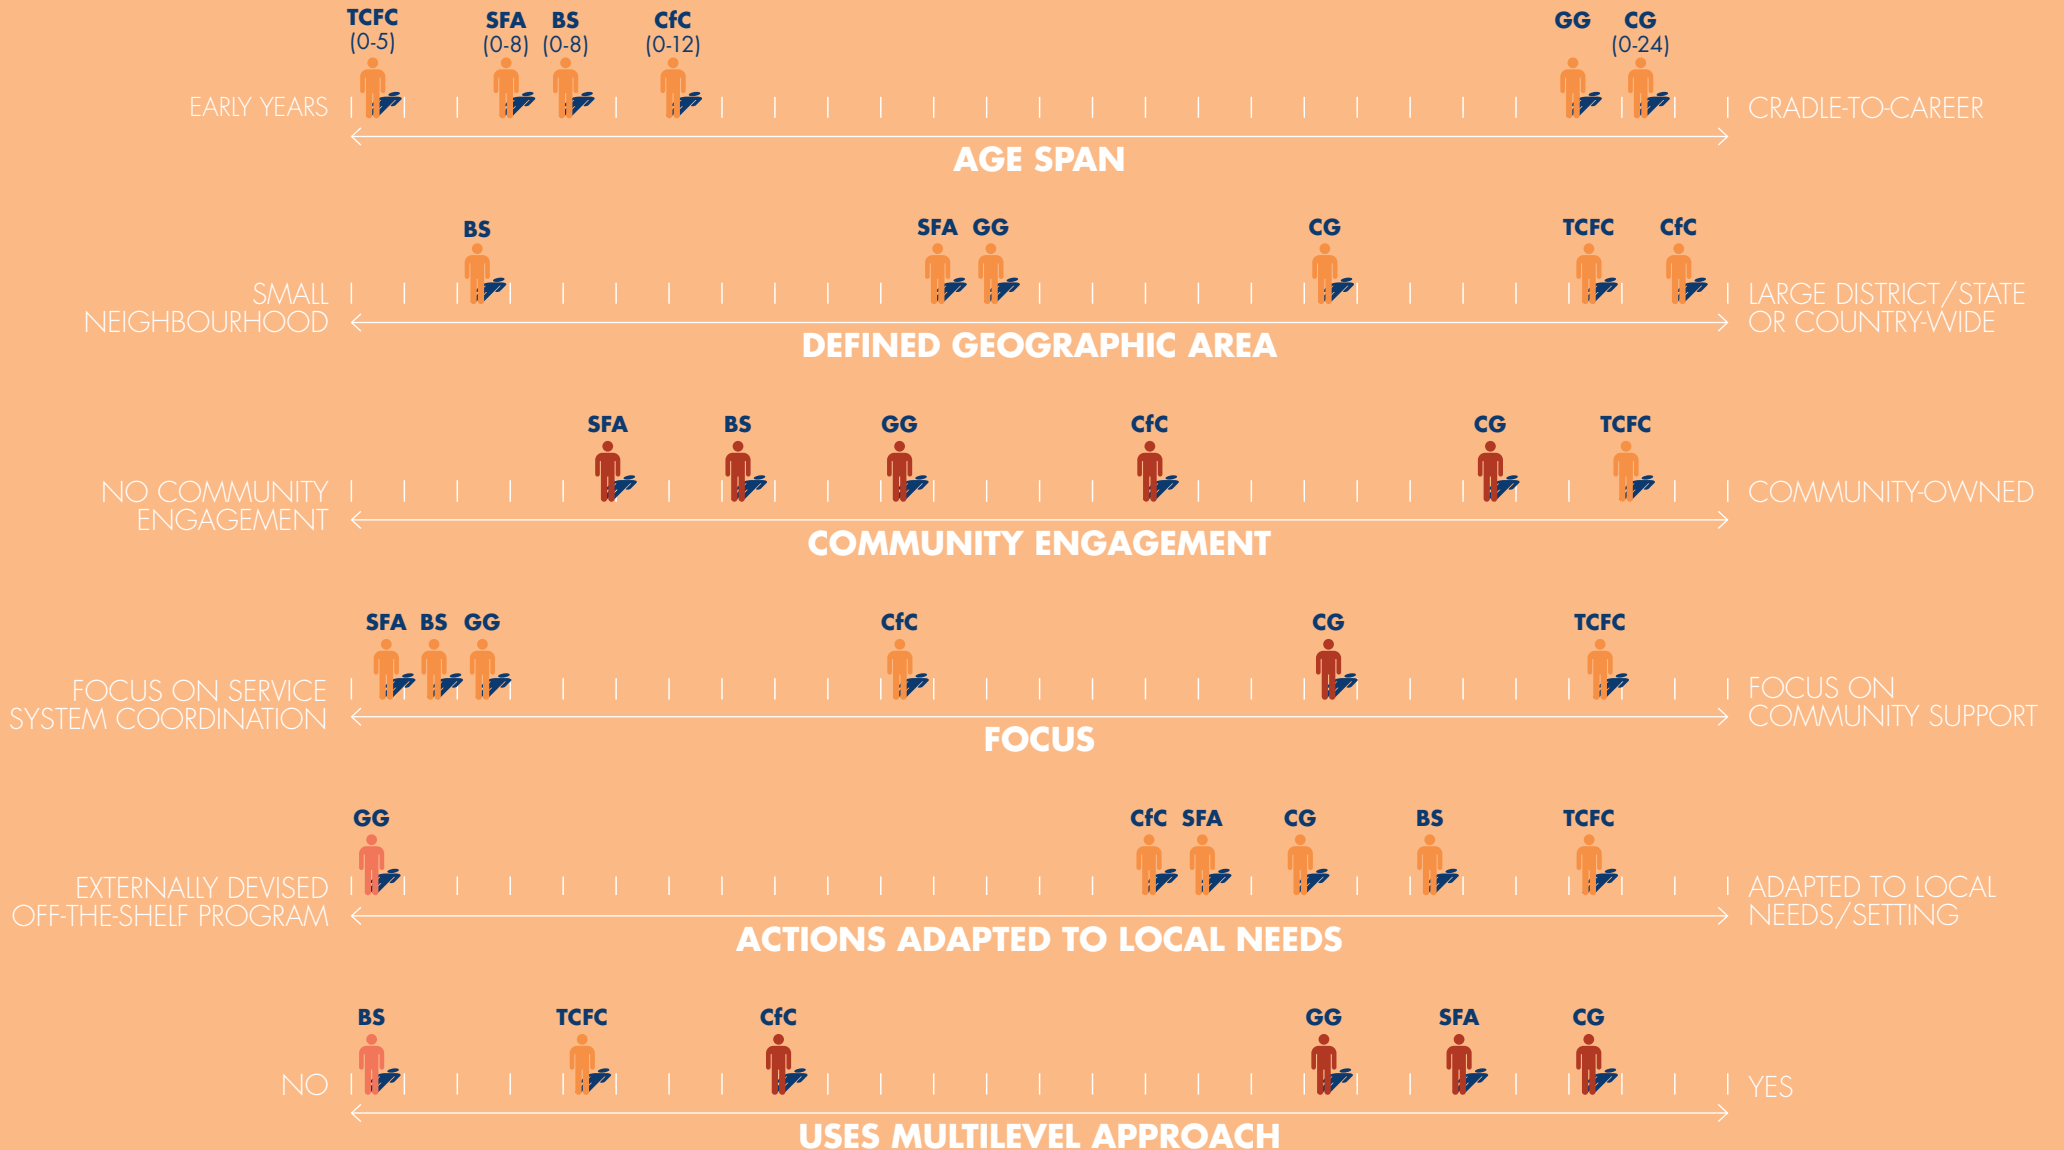 TCFC SFA BS CfC GG CG
(0-5) (0-8) (0-8) (0-12) (0-24)
EARLY YEARS CRADLE-TO-CAREER
AGE SPAN
BS SFA GG CG TCFC CfC
SMALL LARGE DISTRICT/STATE
NEIGHBOURHOOD OR COUNTRY-WIDE
DEFINED GEOGRAPHIC AREA
SFA BS GG CfC CG TCFC
NO COMMUNITY COMMUNITY-OWNED
ENGAGEMENT
COMMUNITY ENGAGEMENT
SFA BS GG CfC CG TCFC
FOCUS ON SERVICE FOCUS ON
SYSTEM COORDINATION COMMUNITY SUPPORT
FOCUS
GG CfC SFA CG BS TCFC
EXTERNALLY DEVISED ADAPTED TO LOCAL
OFF-THE-SHELF PROGRAM NEEDS/SETTING
ACTIONS ADAPTED TO LOCAL NEEDS
BS TCFC CfC GG SFA CG
NO YES
USES MULTILEVEL APPROACH